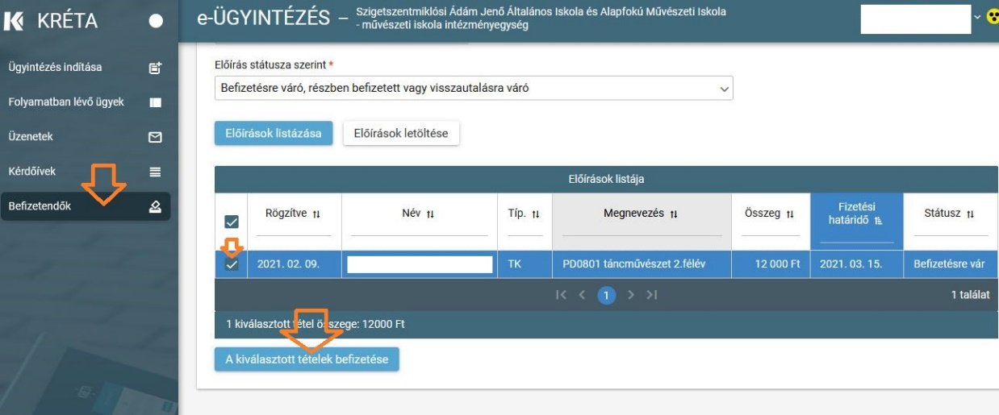 KRÉTA
e-ÜGYINTÉZÉS – Szigetszentmiklósi Ádám Jenő Általános Iskola és Alapfokú Művészeti Iskola
- művészeti iskola intézményegység
Ügyintézés indítása
Folyamatban lévő ügyek
Üzenetek
Kérdőívek
Befizetendők
Előírás státusza szerint *
Befizetésre váró, részben befizetett vagy visszautalásra váró
Előírások listázása Előírások letöltése
Előírások listája
Rögzítve Név Típ. Megnevezés Összeg Fizetési határidő Státusz
2021. 02. 09. TK PD0801 táncművészet 2.félév 12 000 Ft 2021. 03. 15. Befizetésre vár
1 1 találat
1 kiválasztott tétel összege: 12000 Ft
A kiválasztott tételek befizetése